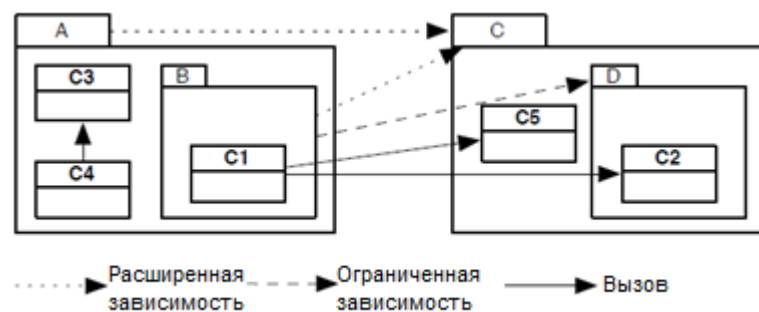 A
C
C3
B
D
C5
C1
C2
C4
Расширенная
зависимость
Ограниченная
зависимость
Вызов